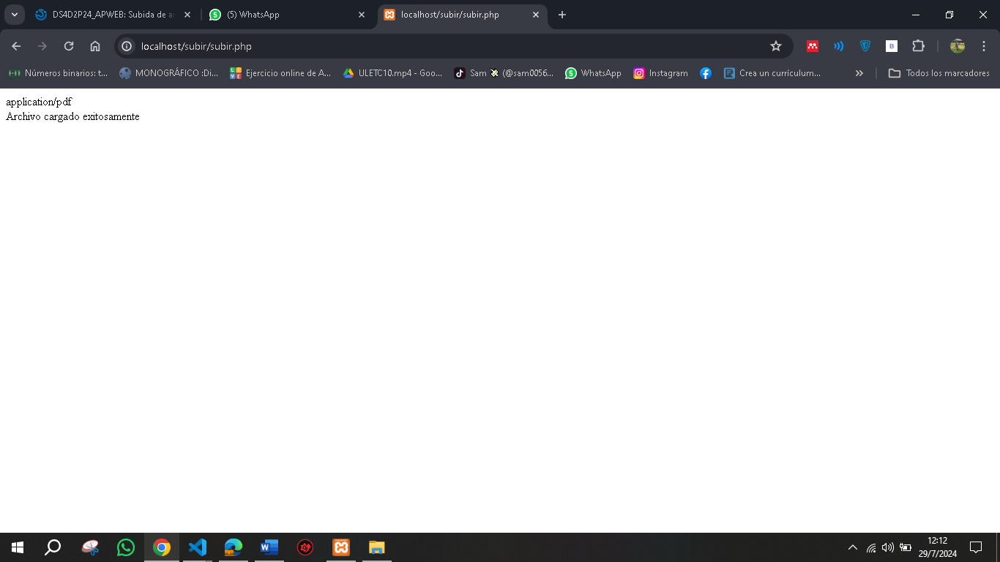 DS4D2P24_APWEB: Subida de a
(5) WhatsApp
localhost/subir/subir.php
localhost/subir/subir.php
Números binarios: t...
MONOGRÁFICO :Di...
Ejercicio online de A...
ULETC10.mp4 - Goo...
Sam (@sam0056...
WhatsApp
Instagram
Crea un currículum...
Todos los marcadores
application/pdf
Archivo cargado exitosamente
12:12
29/7/2024